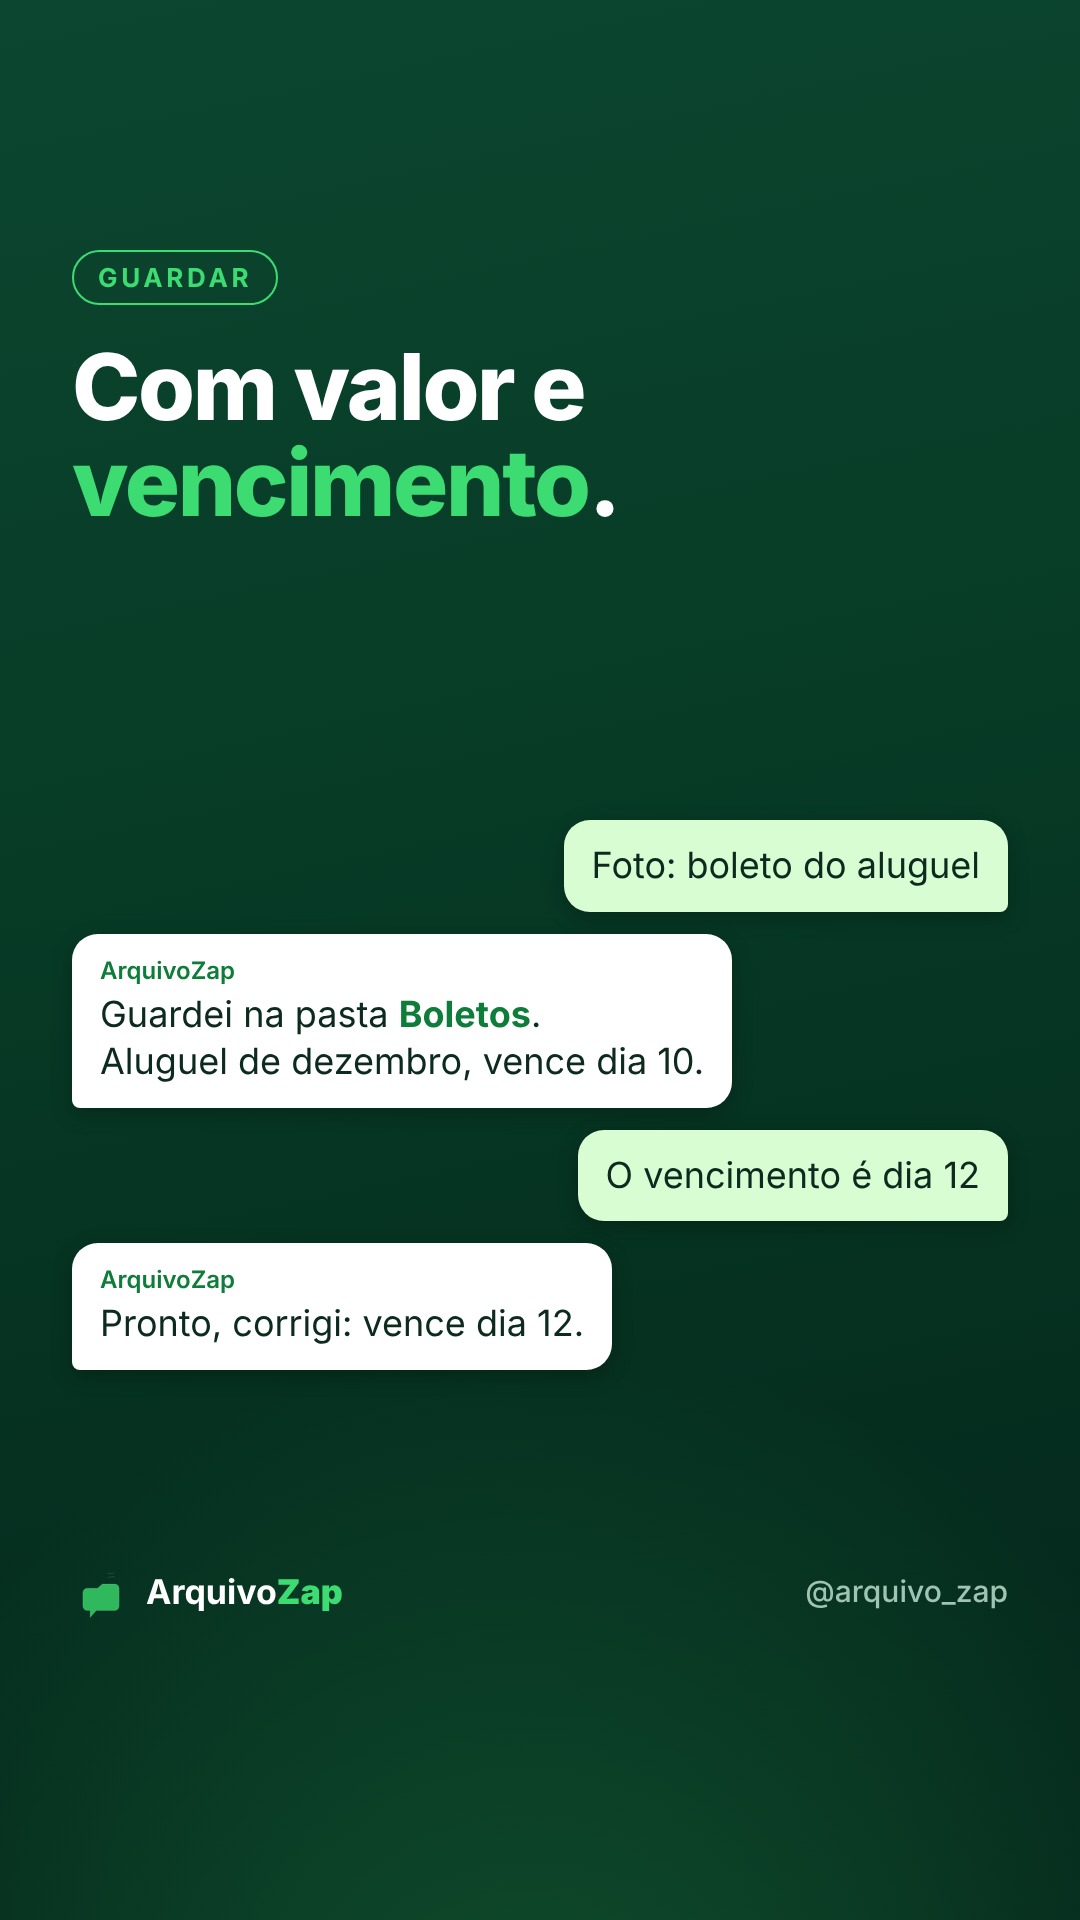 GUARDAR
Com valor e
vencimento.
Foto: boleto do aluguel
ArquivoZap
Guardei na pasta Boletos.
Aluguel de dezembro, vence dia 10.
O vencimento é dia 12
ArquivoZap
Pronto, corrigi: vence dia 12.
ArquivoZap
@arquivo_zap